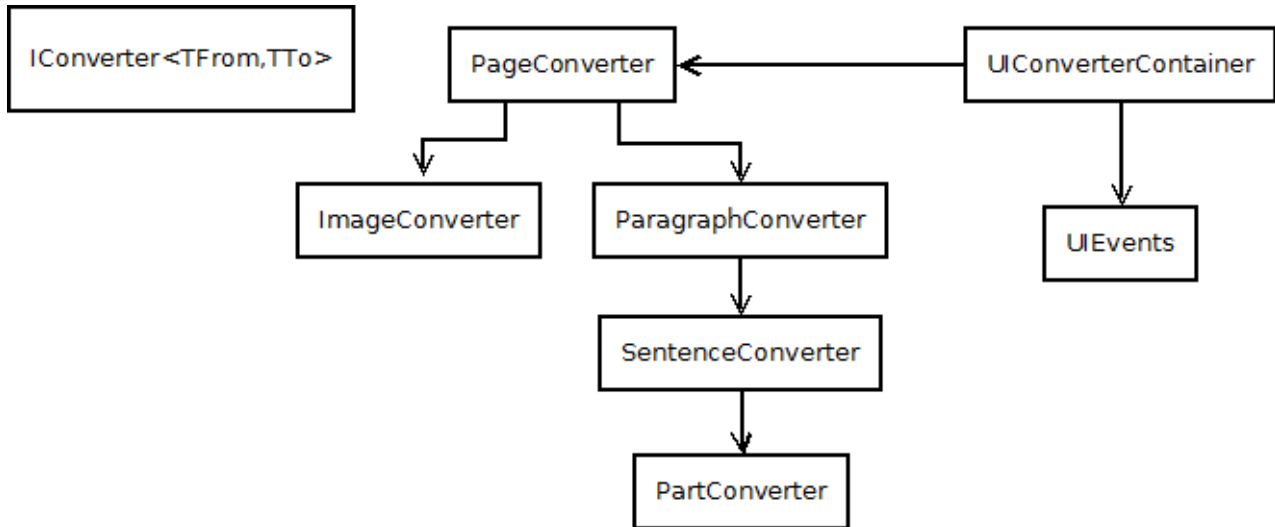 IConverter<TFrom,TTo>
PageConverter
UIConverterContainer
ImageConverter
ParagraphConverter
UIEvents
SentenceConverter
PartConverter